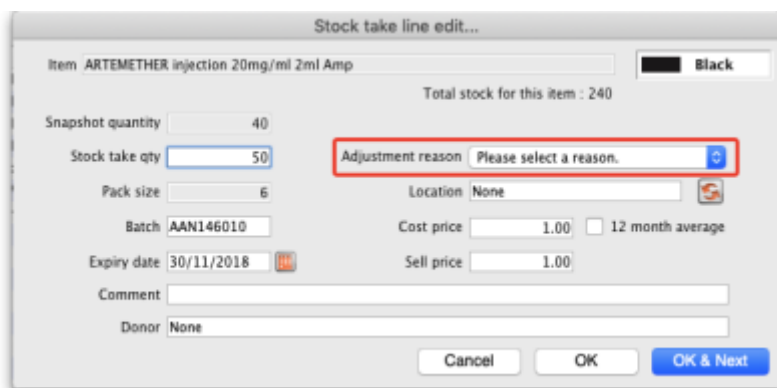 Stock take line edit...
Item ARTEMETHER injection 20mg/ml 2ml Amp Black
Total stock for this item : 240
Snapshot quantity 40
Stock take qty 50 Adjustment reason Please select a reason.
Pack size 6 Location None
Batch AAN146010 Cost price 1.00 12 month average
Expiry date 30/11/2018 Sell price 1.00
Comment
Donor None
Cancel OK OK & Next